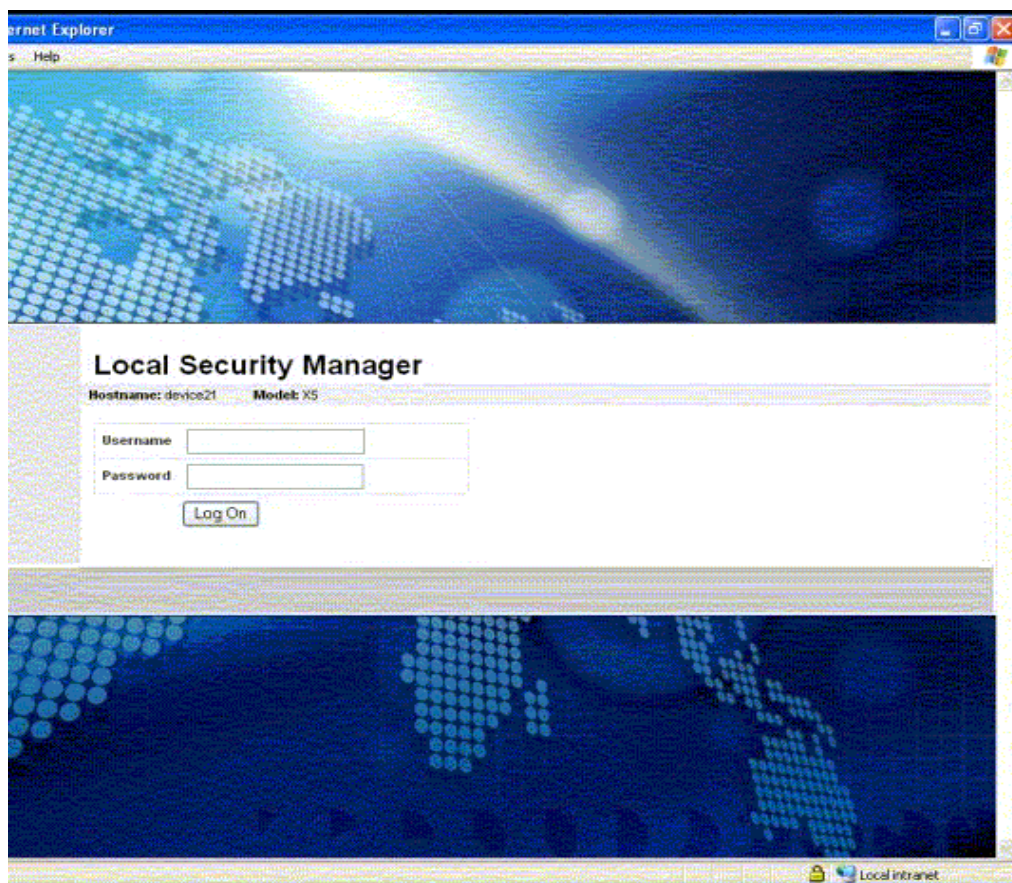 ernet Explorer
s Help
Local Security Manager
Hostname: device21 Model: X5
Username
Password
Log On
Local intranet